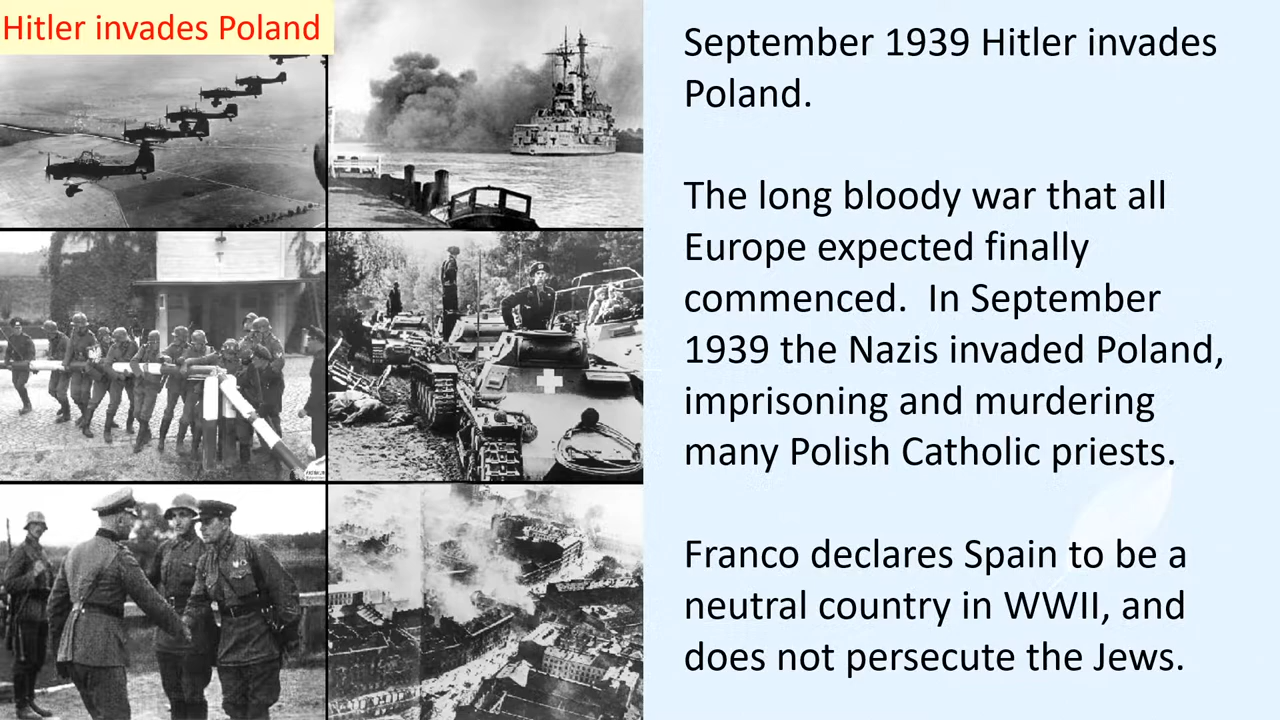 Hitler invades Poland
September 1939 Hitler invades
Poland.
The long bloody war that all
Europe expected finally
commenced.  In September
1939 the Nazis invaded Poland,
imprisoning and murdering
many Polish Catholic priests.
Franco declares Spain to be a
neutral country in WWII, and
does not persecute the Jews.